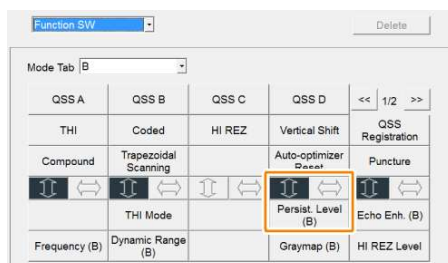 Function SW
Delete
Mode Tab B
QSS A QSS B QSS C QSS D << 1/2 >>
THI Coded HI REZ Vertical Shift QSS
Registration
Compound Trapezoidal
Scanning Auto-optimizer
Reset Puncture
THI Mode Persist. Level
(B) Echo Enh. (B)
Frequency (B) Dynamic Range
(B) Graymap (B) HI REZ Level